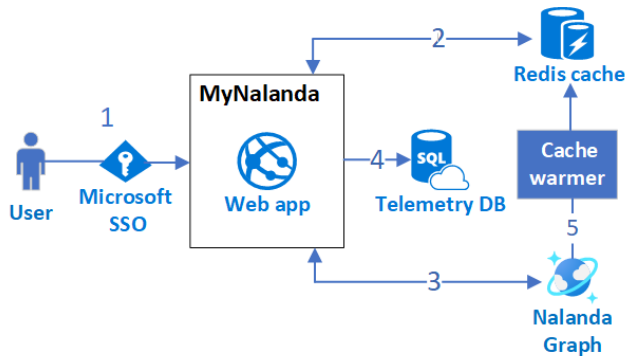 2
Redis cache
MyNalanda
1
Cache
warmer
User
Microsoft
SSO
Web app
4
SQL
Telemetry DB
5
3
Nalanda
Graph